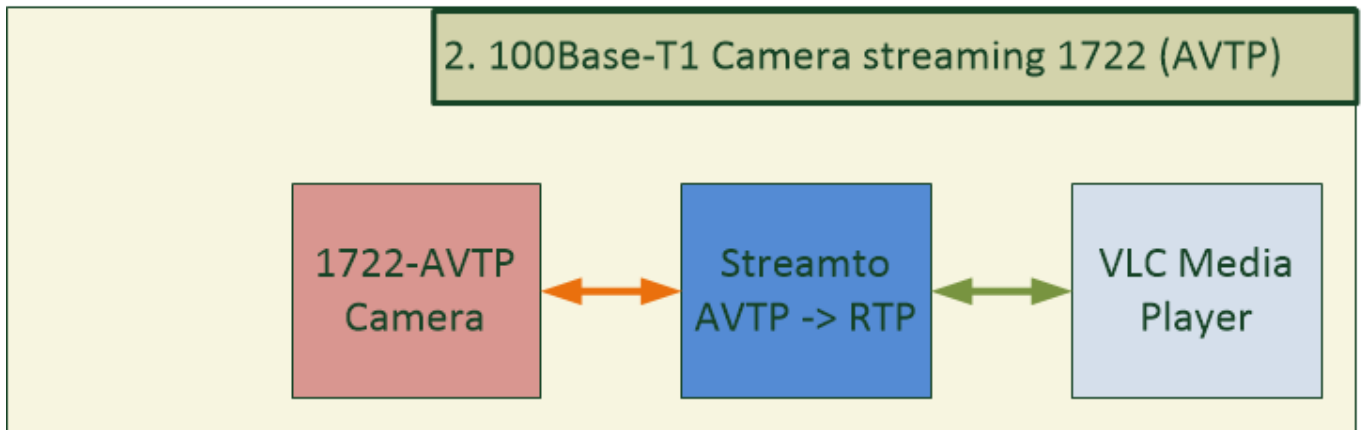 2. 100Base-T1 Camera streaming 1722 (AVTP)
1722-AVTP
Camera
Streamto
AVTP -> RTP
VLC Media
Player